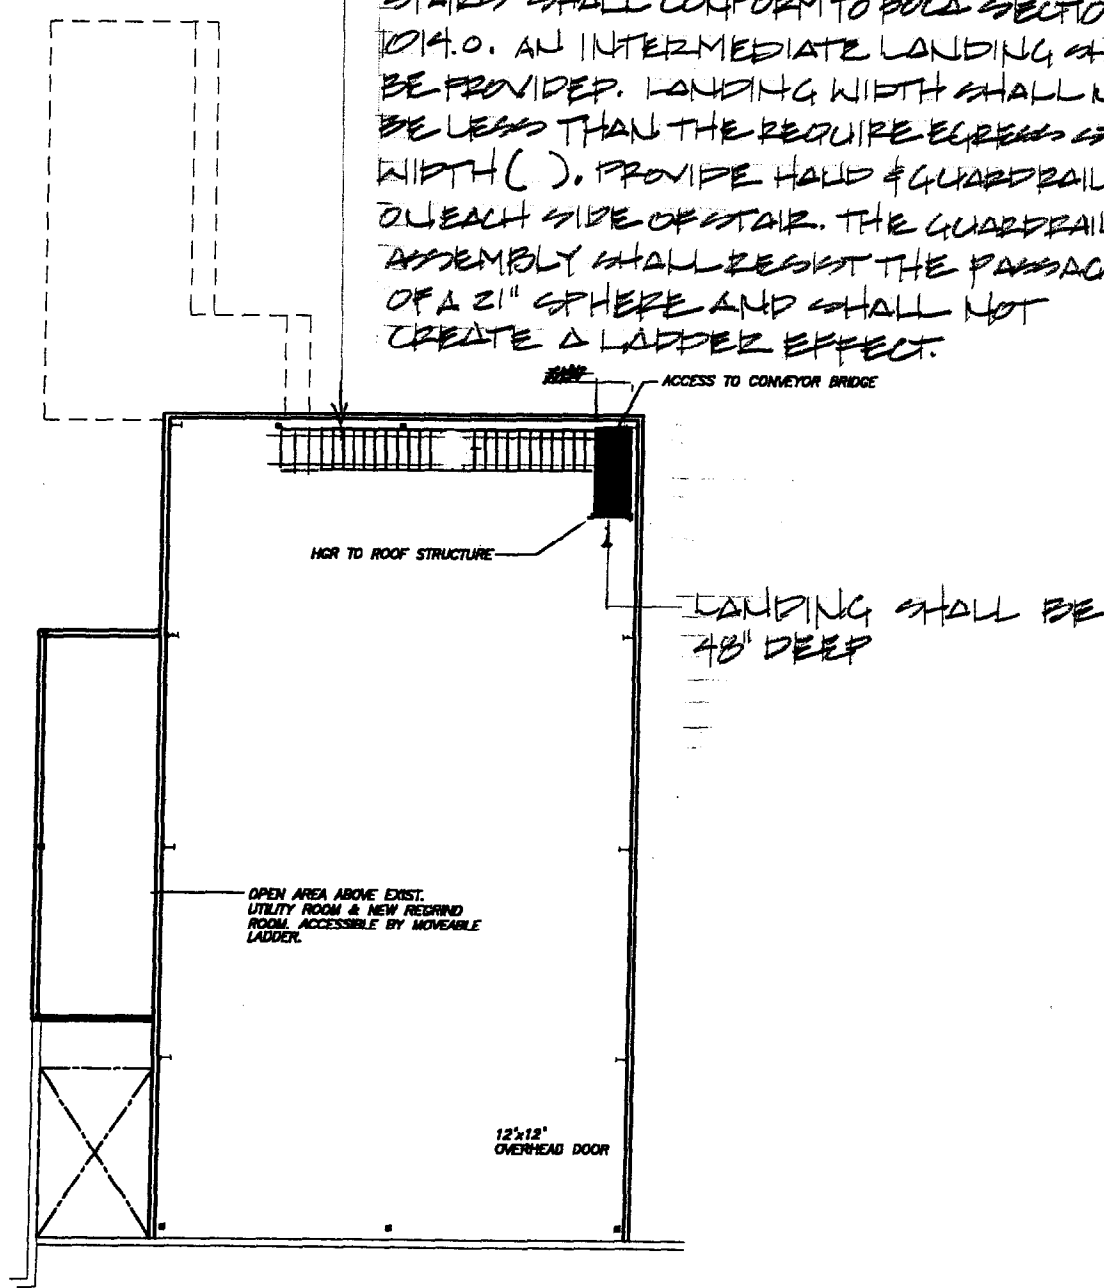 STAIRS SHALL CONFORM TO BOCA SECTIO
1014.0. AN INTERMEDIATE LANDING SH
BE PROVIDED. LANDING WIDTH SHALL N
BE LESS THAN THE REQUIRE EGRESS S
WIDTH ( ). PROVIDE HAND & GUARDRAIL
ON EACH SIDE OF STAIR. THE GUARDRAIL
ASSEMBLY SHALL RESIST THE PASSAG
OF A 21" SPHERE AND SHALL NOT
CREATE A LADDER EFFECT.
ACCESS TO CONVEYOR BRIDGE
HGR TO ROOF STRUCTURE
LANDING SHALL BE
48" DEEP
OPEN AREA ABOVE EXIST.
UTILITY ROOM & NEW REGRIND
ROOM. ACCESSIBLE BY MOVEABLE
LADDER.
12'x12'
OVERHEAD DOOR